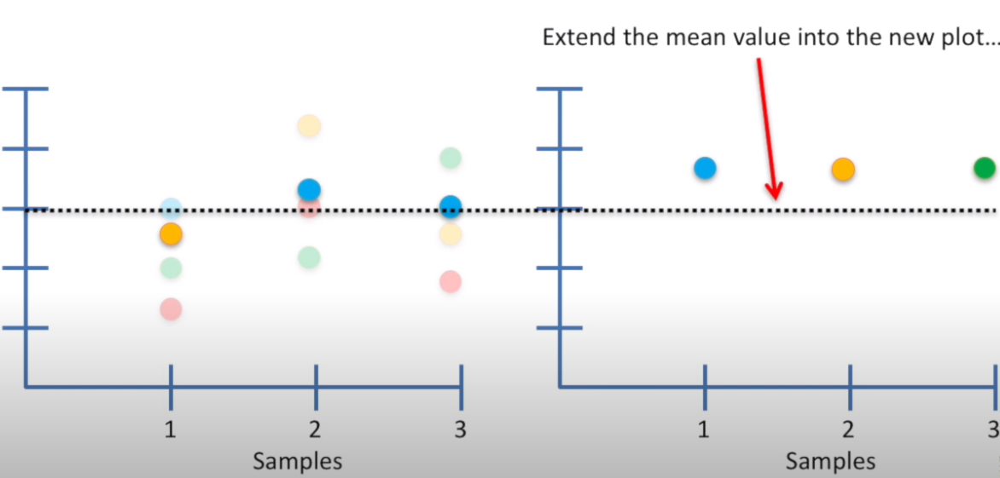 Extend the mean value into the new plot...
1 2 3
Samples
1 2 3
Samples